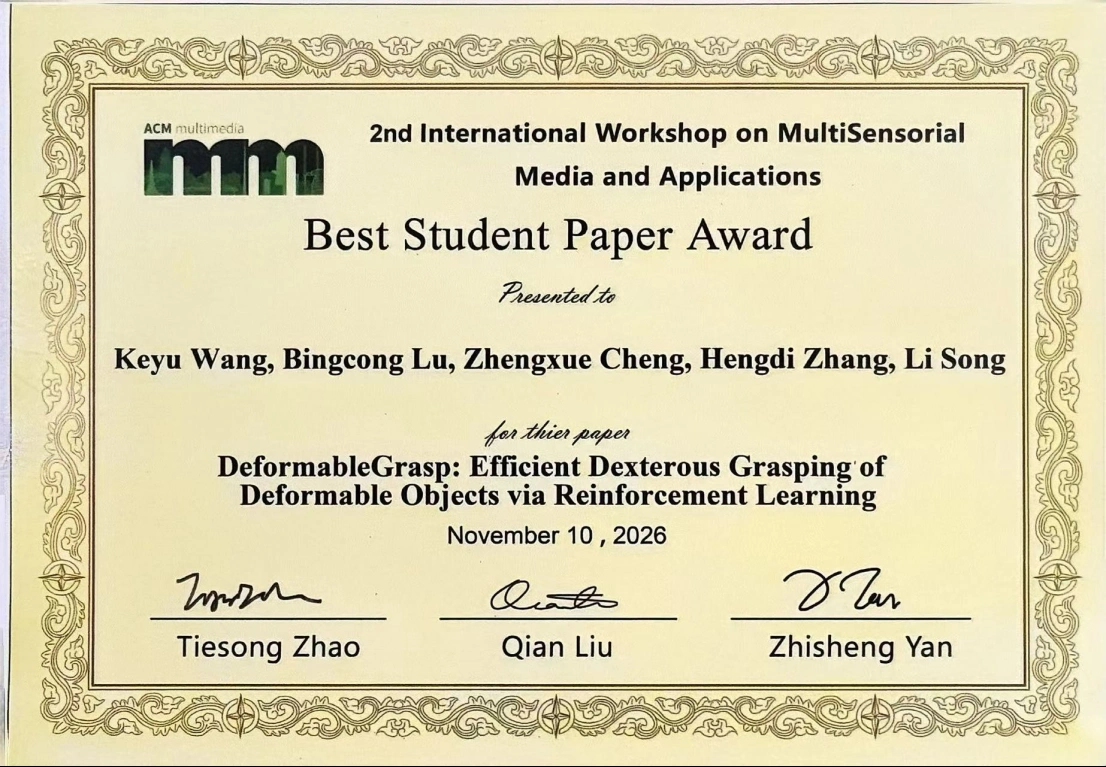 ACM multimedia
mm
2nd International Workshop on MultiSensorial
Media and Applications
Best Student Paper Award
Presented to
Keyu Wang, Bingcong Lu, Zhengxue Cheng, Hengdi Zhang, Li Song
for thier paper
DeformableGrasp: Efficient Dexterous Grasping of
Deformable Objects via Reinforcement Learning
November 10 , 2026
Tiesong Zhao
Qian Liu
Zhisheng Yan